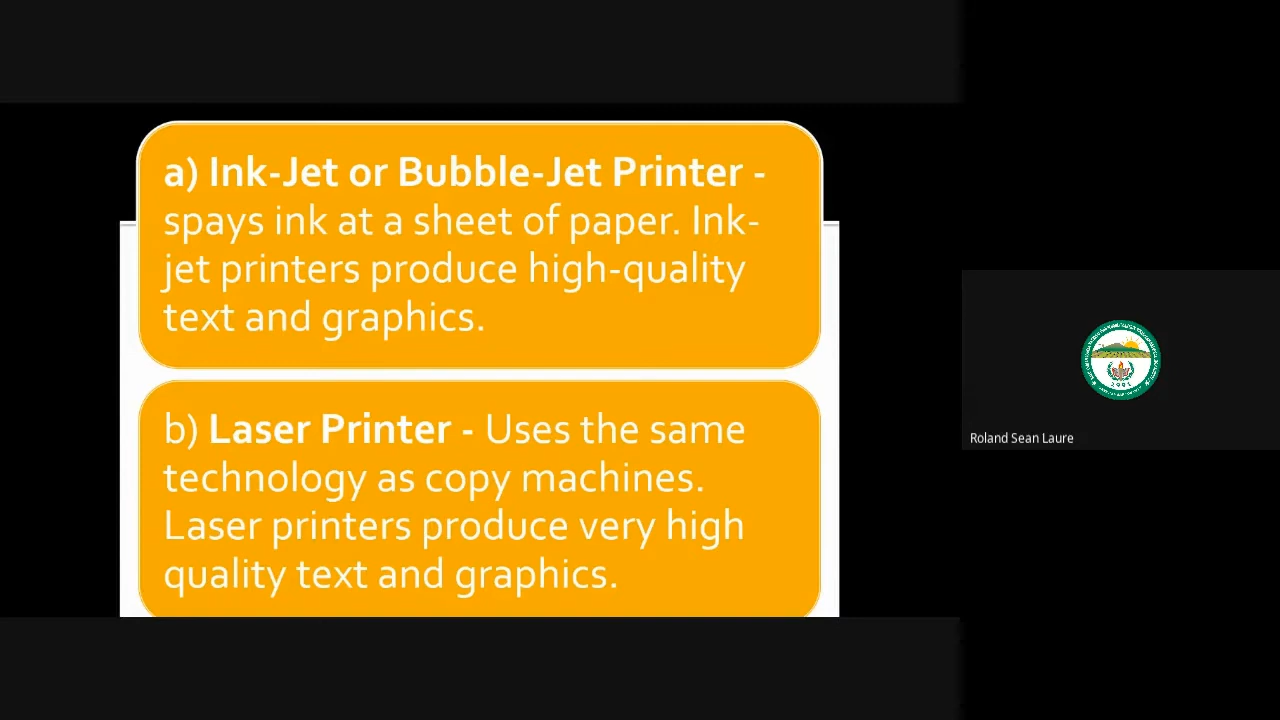 a) Ink-Jet or Bubble-Jet Printer -
spays ink at a sheet of paper. Ink-
jet printers produce high-quality
text and graphics.
b) Laser Printer - Uses the same
technology as copy machines.
Laser printers produce very high
quality text and graphics.
Roland Sean Laure